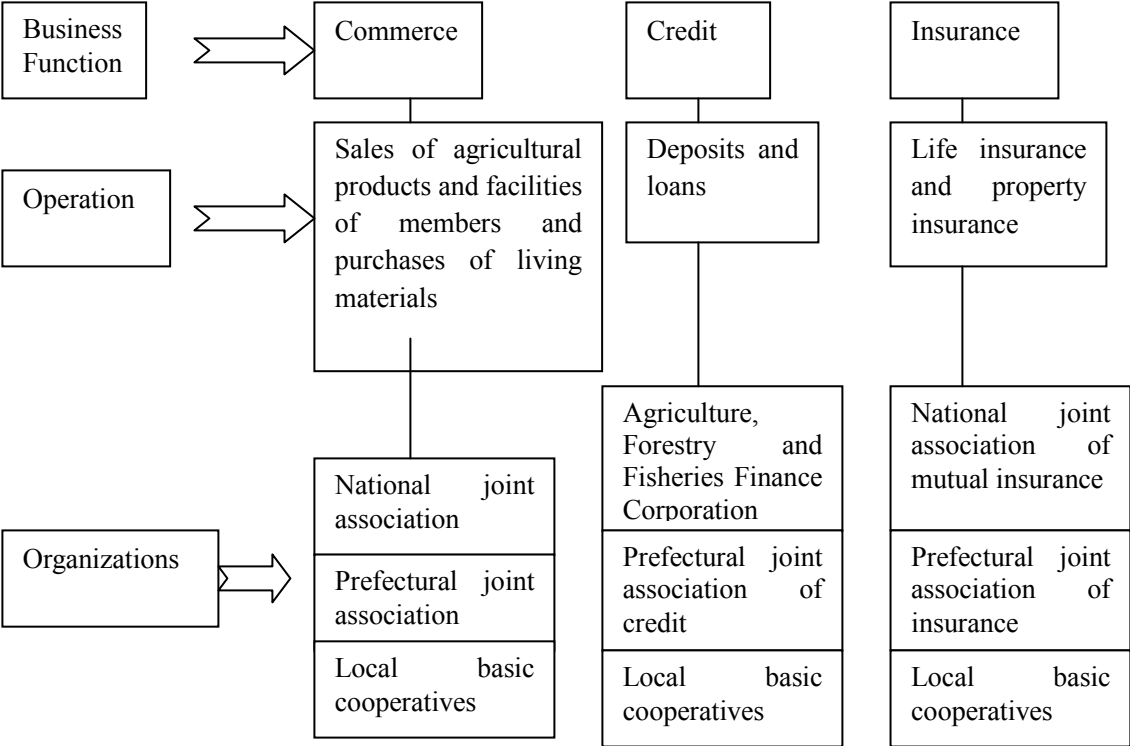 Business
Function
Commerce
Credit
Insurance
Operation
Sales of agricultural
products and facilities
of members and
purchases of living
materials
Deposits and
loans
Life insurance
and property
insurance
Organizations
National joint
association
Prefectural joint
association
Local basic
cooperatives
Agriculture,
Forestry and
Fisheries Finance
Corporation
Prefectural joint
association of
credit
Local basic
cooperatives
National joint
association of
mutual insurance
Prefectural joint
association of
insurance
Local basic
cooperatives